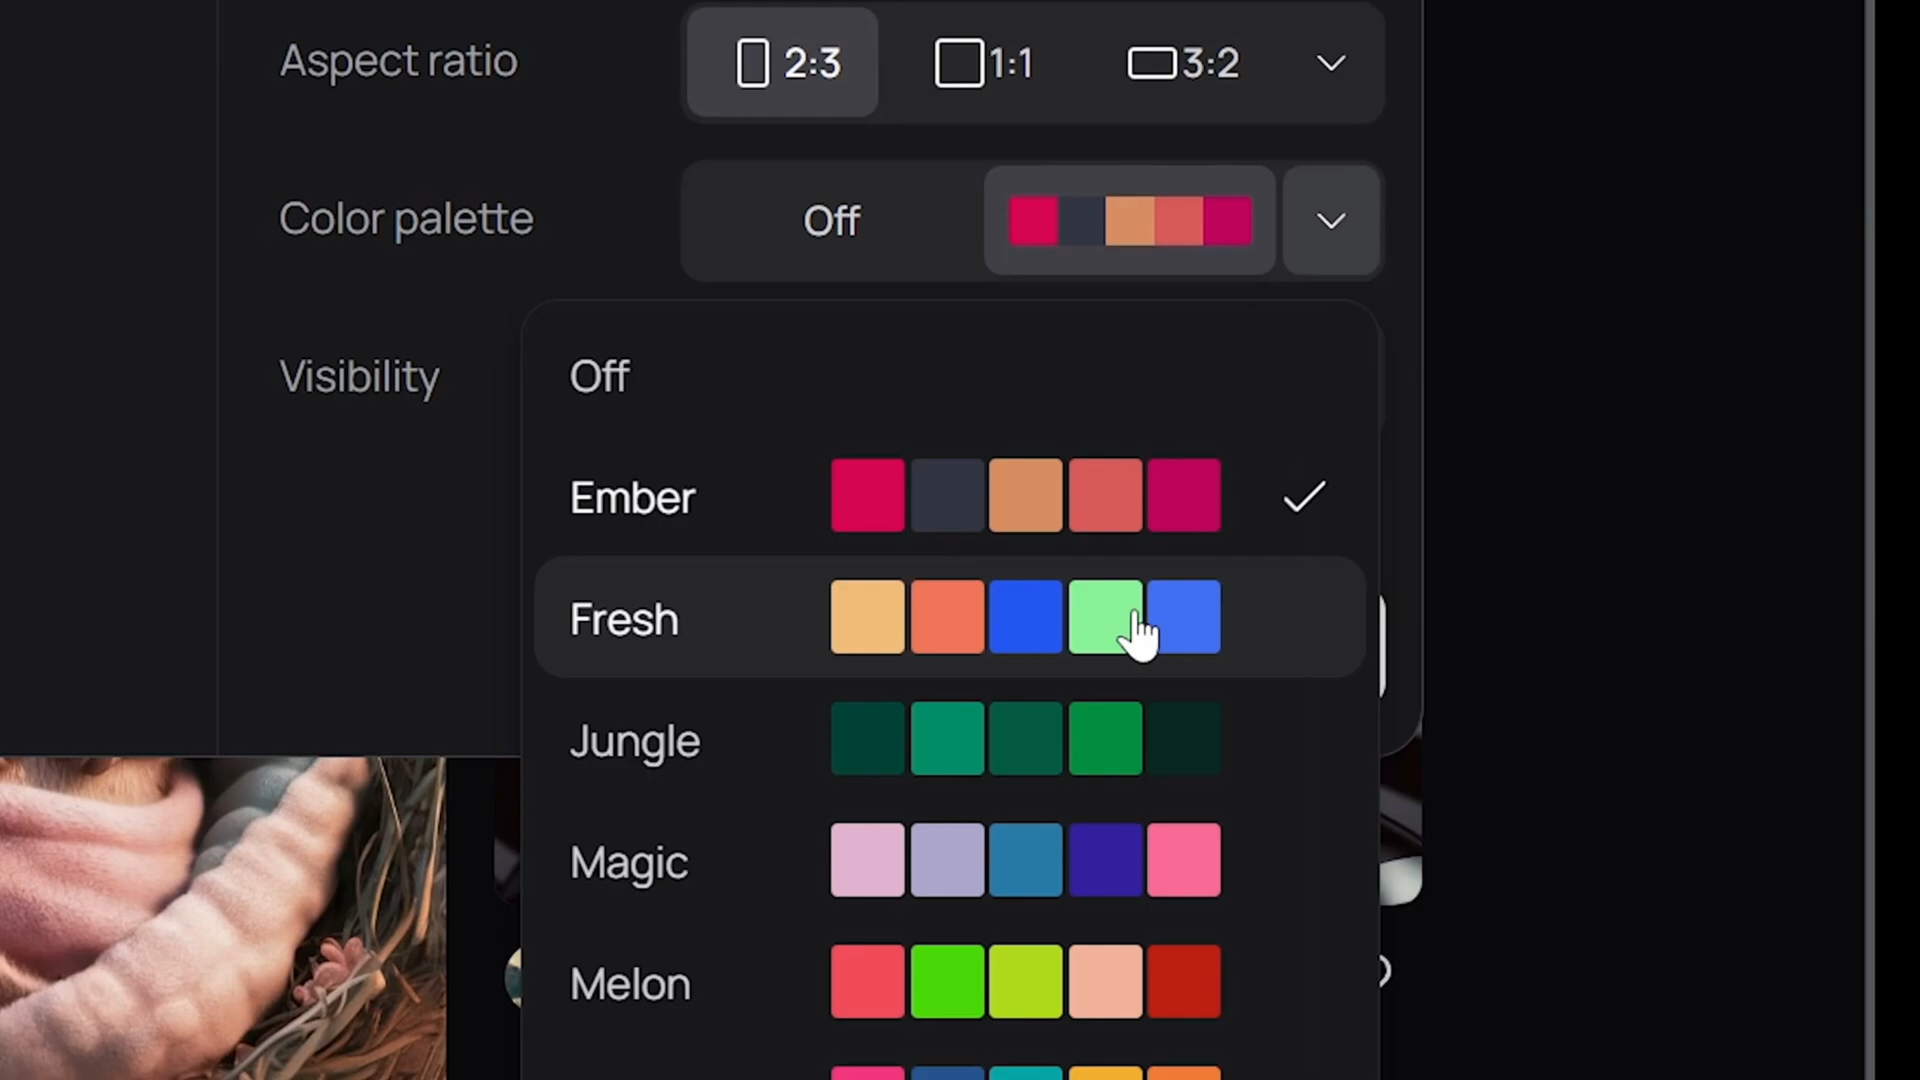 Aspect ratio 2:3 1:1 3:2
Color palette Off
Visibility
Off
Ember
Fresh
Jungle
Magic
Melon